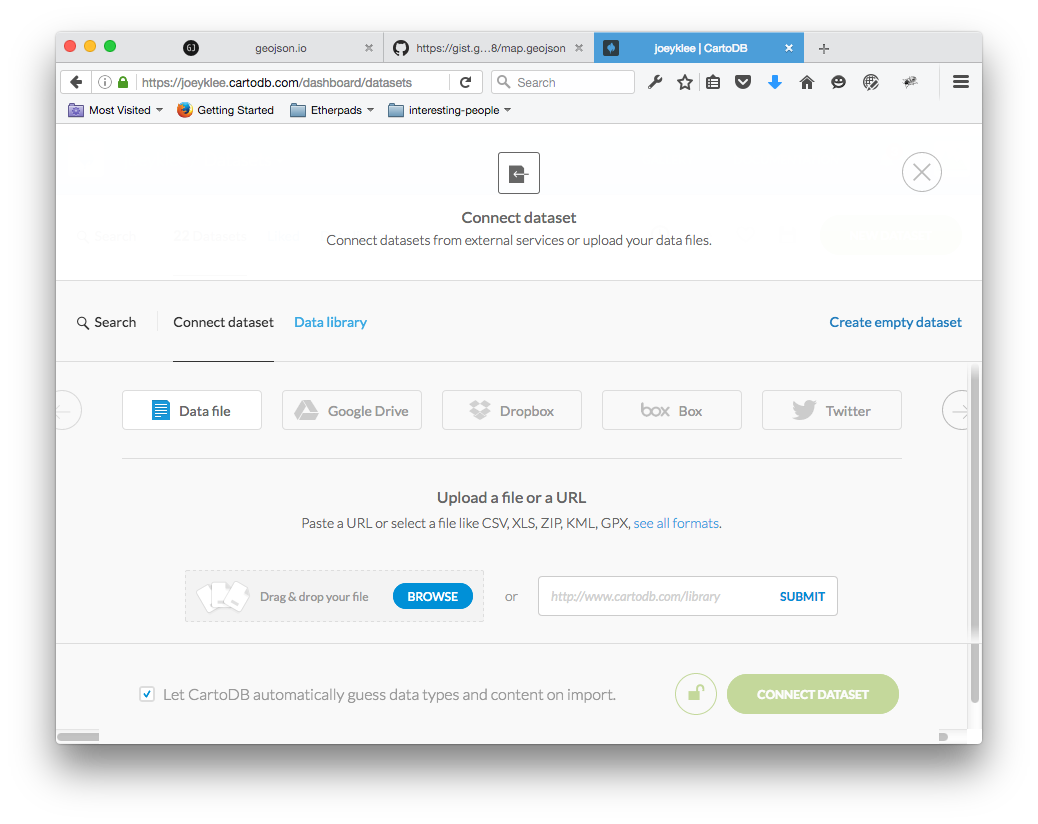 GJ geojson.io
https://gist.g...8/map.geojson
joeyklee | CartoDB
https://joeyklee.cartodb.com/dashboard/datasets
Search
Most Visited
Getting Started
Etherpads
interesting-people
Connect dataset
Connect datasets from external services or upload your data files.
Search
Connect dataset
Data library
Create empty dataset
Data file
Google Drive
Dropbox
box Box
Twitter
Upload a file or a URL
Paste a URL or select a file like CSV, XLS, ZIP, KML, GPX, see all formats.
Drag & drop your file
BROWSE
or
http://www.cartodb.com/library
SUBMIT
Let CartoDB automatically guess data types and content on import.
CONNECT DATASET